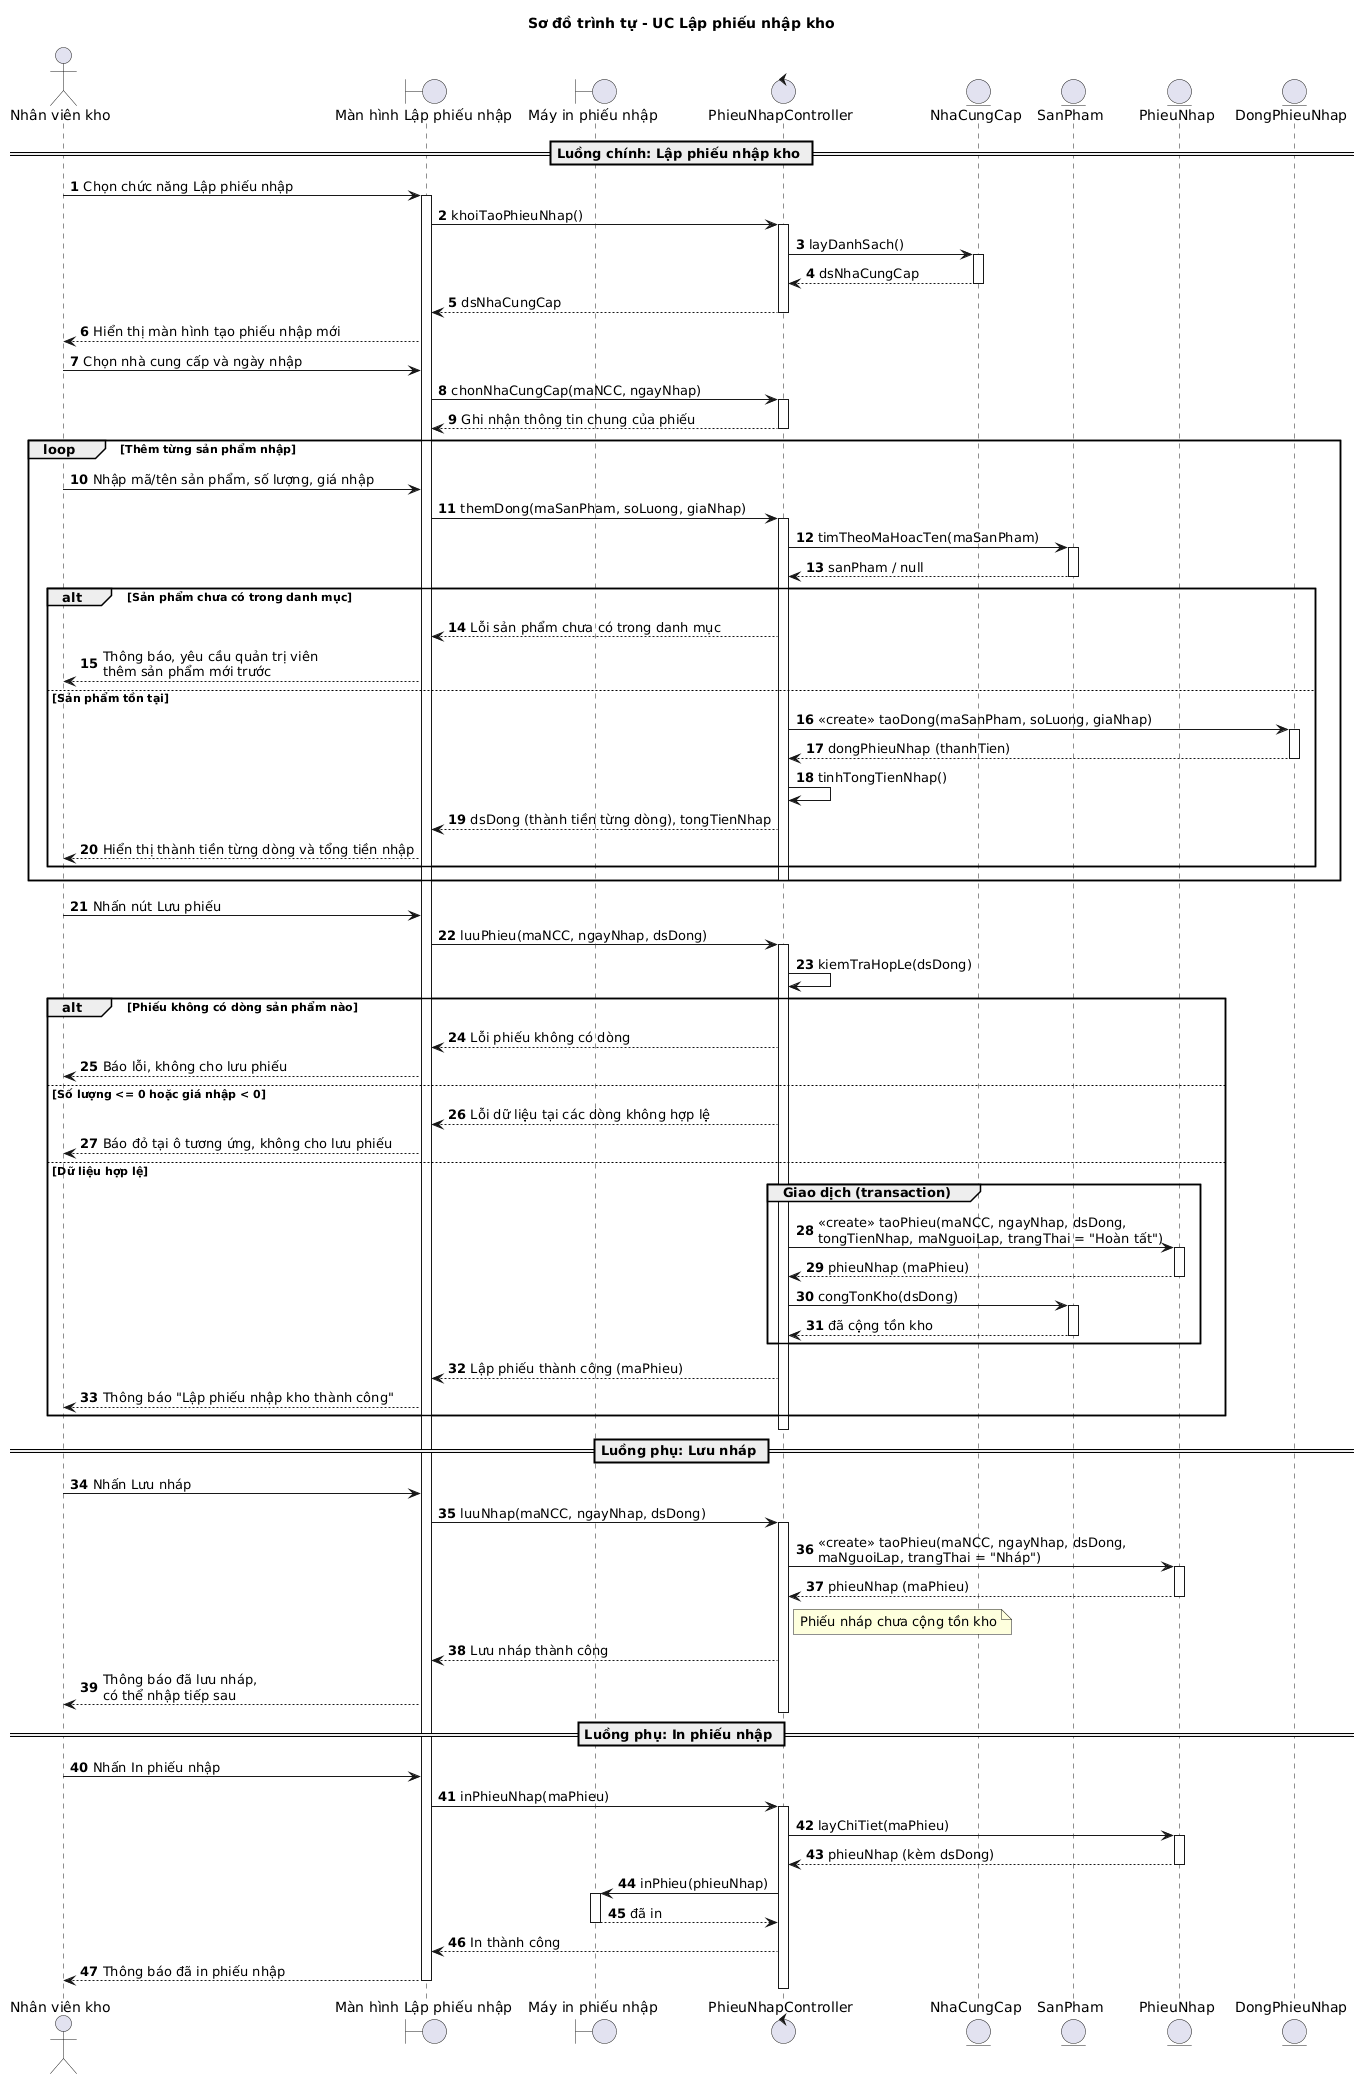 Sơ đồ trình tự - UC Lập phiếu nhập kho
Nhân viên kho
Màn hình Lập phiếu nhập
Máy in phiếu nhập
PhieuNhapController
NhaCungCap
SanPham
PhieuNhap
DongPhieuNhap
Luồng chính: Lập phiếu nhập kho
1 Chọn chức năng Lập phiếu nhập
2 khoiTaoPhieuNhap()
3 layDanhSach()
4 dsNhaCungCap
5 dsNhaCungCap
6 Hiển thị màn hình tạo phiếu nhập mới
7 Chọn nhà cung cấp và ngày nhập
8 chonNhaCungCap(maNCC, ngayNhap)
9 Ghi nhận thông tin chung của phiếu
loop [Thêm từng sản phẩm nhập]
10 Nhập mã/tên sản phẩm, số lượng, giá nhập
11 themDong(maSanPham, soLuong, giaNhap)
12 timTheoMaHoacTen(maSanPham)
13 sanPham / null
alt [Sản phẩm chưa có trong danh mục]
14 Lỗi sản phẩm chưa có trong danh mục
15 Thông báo, yêu cầu quản trị viên
thêm sản phẩm mới trước
[Sản phẩm tồn tại]
16 «create» taoDong(maSanPham, soLuong, giaNhap)
17 dongPhieuNhap (thanhTien)
18 tinhTongTienNhap()
19 dsDong (thành tiền từng dòng), tongTienNhap
20 Hiển thị thành tiền từng dòng và tổng tiền nhập
21 Nhấn nút Lưu phiếu
22 luuPhieu(maNCC, ngayNhap, dsDong)
23 kiemTraHopLe(dsDong)
alt [Phiếu không có dòng sản phẩm nào]
24 Lỗi phiếu không có dòng
25 Báo lỗi, không cho lưu phiếu
[Số lượng <= 0 hoặc giá nhập < 0]
26 Lỗi dữ liệu tại các dòng không hợp lệ
27 Báo đỏ tại ô tương ứng, không cho lưu phiếu
[Dữ liệu hợp lệ]
Giao dịch (transaction)
28 «create» taoPhieu(maNCC, ngayNhap, dsDong,
tongTienNhap, maNguoiLap, trangThai = "Hoàn tất")
29 phieuNhap (maPhieu)
30 congTonKho(dsDong)
31 đã cộng tồn kho
32 Lập phiếu thành công (maPhieu)
33 Thông báo "Lập phiếu nhập kho thành công"
Luồng phụ: Lưu nháp
34 Nhấn Lưu nháp
35 luuNhap(maNCC, ngayNhap, dsDong)
36 «create» taoPhieu(maNCC, ngayNhap, dsDong,
maNguoiLap, trangThai = "Nháp")
37 phieuNhap (maPhieu)
Phiếu nháp chưa cộng tồn kho
38 Lưu nháp thành công
39 Thông báo đã lưu nháp,
có thể nhập tiếp sau
Luồng phụ: In phiếu nhập
40 Nhấn In phiếu nhập
41 inPhieuNhap(maPhieu)
42 layChiTiet(maPhieu)
43 phieuNhap (kèm dsDong)
44 inPhieu(phieuNhap)
45 đã in
46 In thành công
47 Thông báo đã in phiếu nhập
Nhân viên kho
Màn hình Lập phiếu nhập
Máy in phiếu nhập
PhieuNhapController
NhaCungCap
SanPham
PhieuNhap
DongPhieuNhap